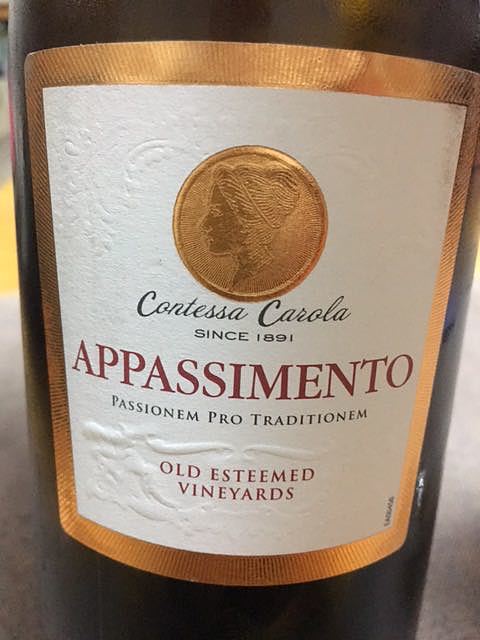 Contessa Carola
SINCE 1891
APPASSIMENTO
PASSIONEM PRO TRADITIONEM
OLD ESTEEMED
VINEYARDS